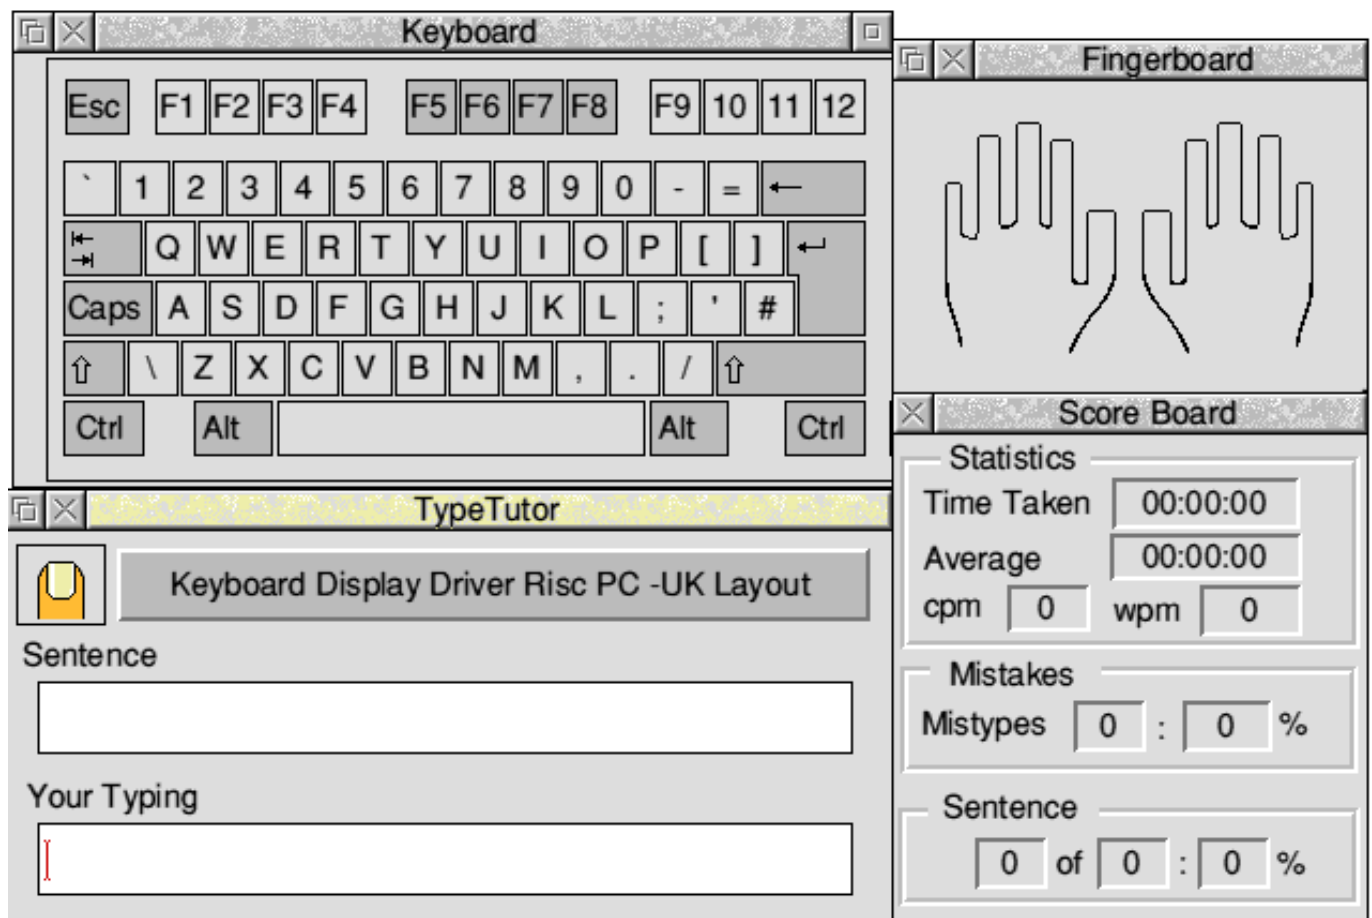 Keyboard
Esc F1 F2 F3 F4 F5 F6 F7 F8 F9 10 11 12
` 1 2 3 4 5 6 7 8 9 0 - =
Q W E R T Y U I O P [ ]
Caps A S D F G H J K L ; ' #
\ Z X C V B N M , . /
Ctrl Alt Alt Ctrl
Fingerboard
TypeTutor
Keyboard Display Driver Risc PC -UK Layout
Sentence
Your Typing
Score Board
Statistics
Time Taken 00:00:00
Average 00:00:00
cpm 0 wpm 0
Mistakes
Mistypes 0 : 0 %
Sentence
0 of 0 : 0 %